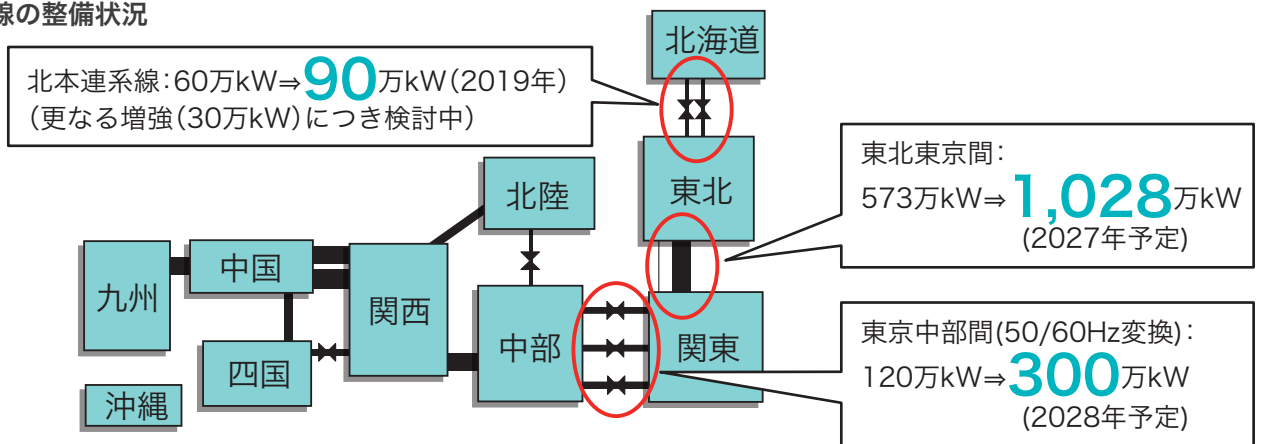 線の整備状況
北本連系線:60万kW⇒90万kW(2019年)
(更なる増強(30万kW)につき検討中)
北海道
東北東京間:
573万kW⇒1,028万kW
(2027年予定)
北陸
東北
中国
九州
関西
中部
関東
四国
沖縄
東京中部間(50/60Hz変換):
120万kW⇒300万kW
(2028年予定)